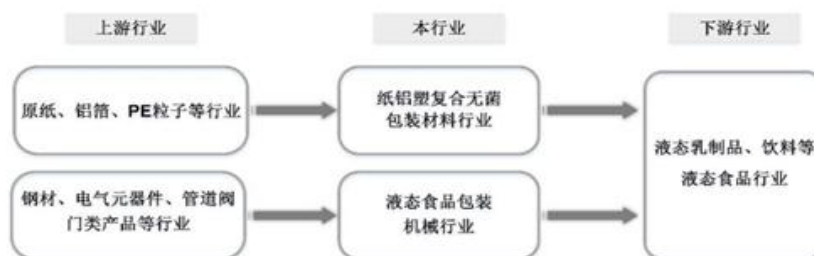 上游行业
本行业
下游行业
原纸、铝箔、PE粒子等行业
纸铝塑复合无菌
包装材料行业
液态乳制品、饮料等
液态食品行业
钢材、电气元器件、管道阀
门类产品等行业
液态食品包装
机械行业